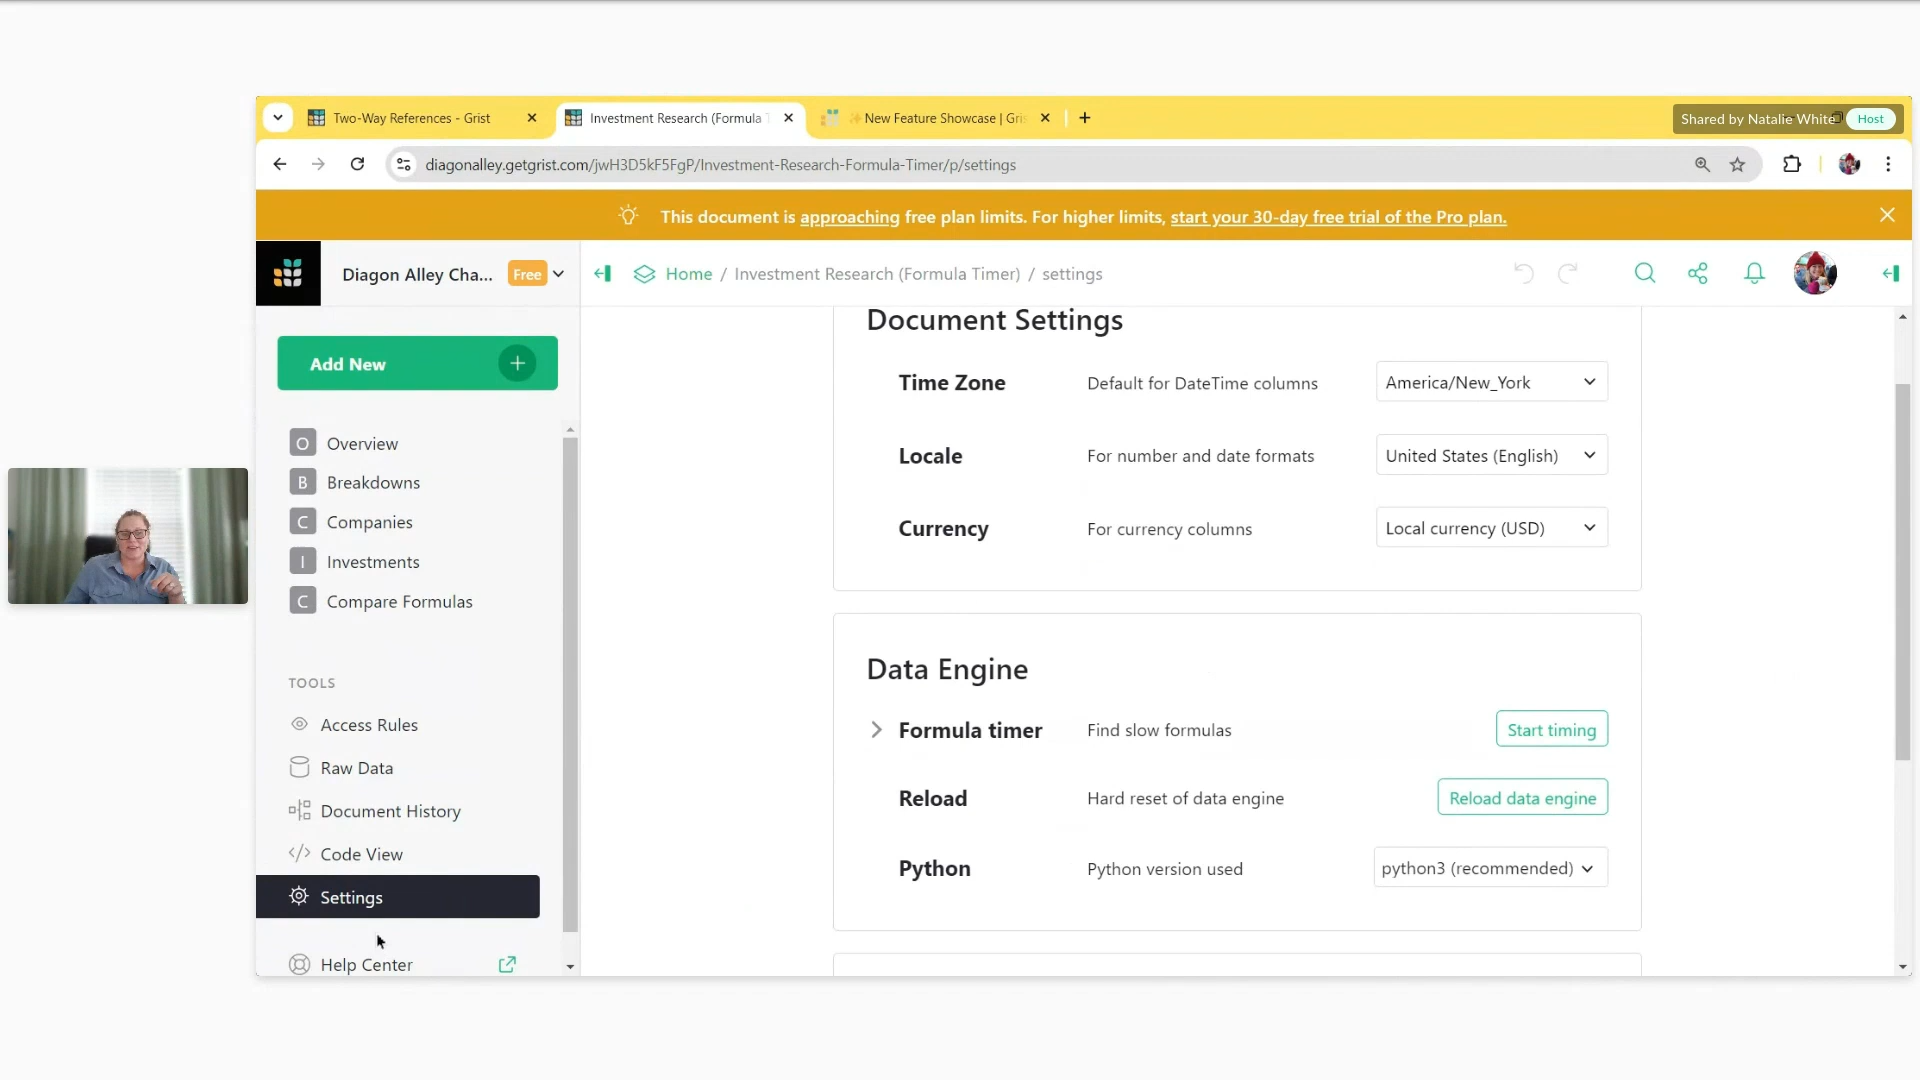 Two-Way References - Grist
Investment Research (Formula T
New Feature Showcase | Gris
Shared by Natalie White
Host
diagonalley.getgrist.com/jwH3D5kF5FgP/Investment-Research-Formula-Timer/p/settings
This document is approaching free plan limits. For higher limits, start your 30-day free trial of the Pro plan.
Diagon Alley Cha...
Free
Home / Investment Research (Formula Timer) / settings
Add New
O Overview
B Breakdowns
C Companies
I Investments
C Compare Formulas
TOOLS
Access Rules
Raw Data
Document History
Code View
Settings
Help Center
Document Settings
Time Zone Default for DateTime columns America/New_York
Locale For number and date formats United States (English)
Currency For currency columns Local currency (USD)
Data Engine
Formula timer Find slow formulas Start timing
Reload Hard reset of data engine Reload data engine
Python Python version used python3 (recommended)